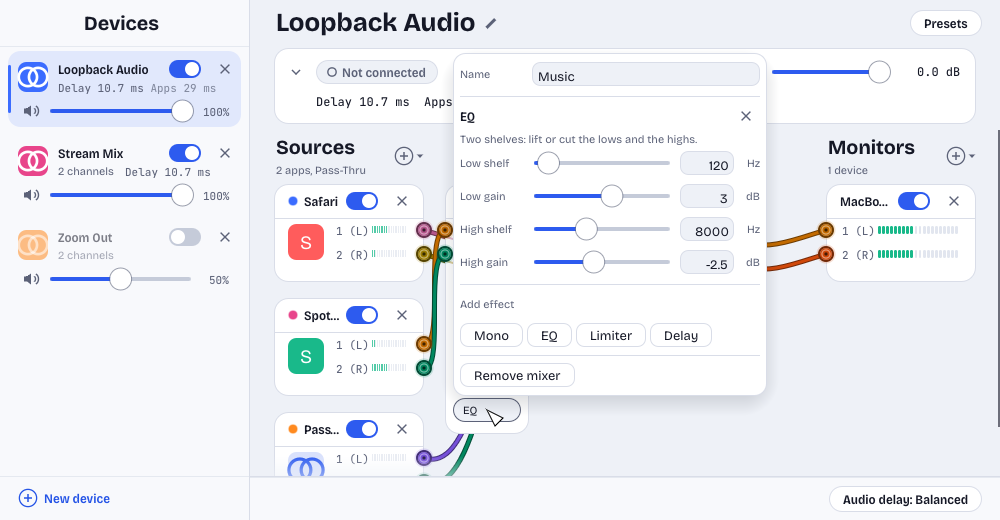 Devices
Loopback Audio
Delay 10.7 ms Apps 29 ms
100%
Stream Mix
2 channels Delay 10.7 ms
100%
Zoom Out
2 channels
50%
New device
Loopback Audio
Presets
Not connected
0.0 dB
Delay 10.7 ms Apps
Sources
2 apps, Pass-Thru
Safari
S
1 (L)
2 (R)
Spot...
S
1 (L)
2 (R)
Pass...
1 (L)
Name
Music
EQ
Two shelves: lift or cut the lows and the highs.
Low shelf 120 Hz
Low gain 3 dB
High shelf 8000 Hz
High gain -2.5 dB
Add effect
Mono EQ Limiter Delay
Remove mixer
EQ
Monitors
1 device
MacBo...
1 (L)
2 (R)
Audio delay: Balanced